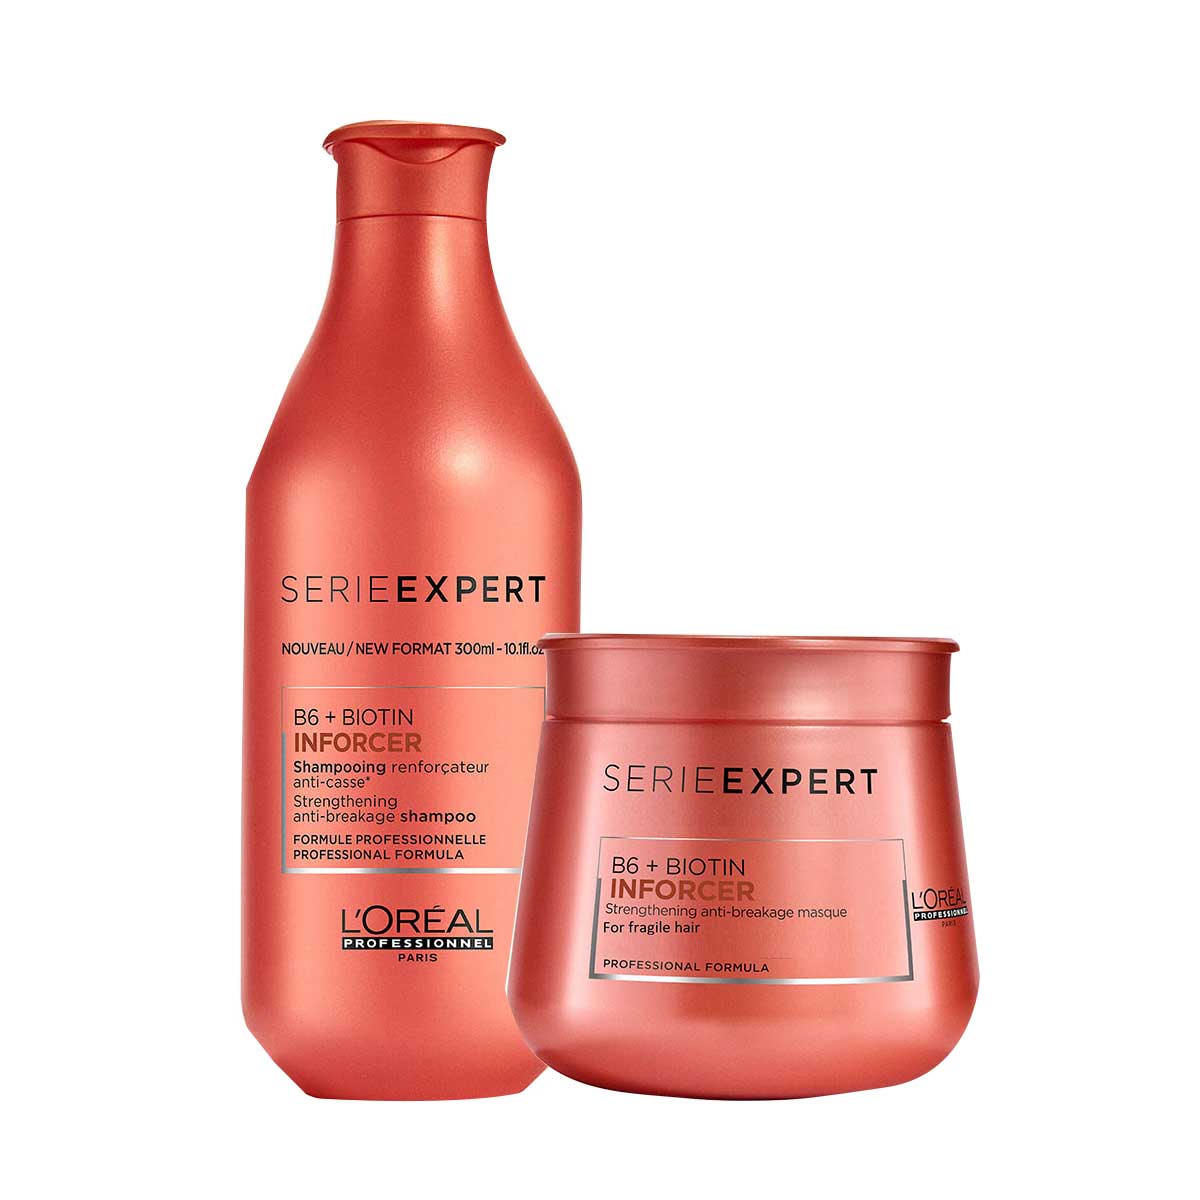 SERIEEXPERT
NOUVEAU / NEW FORMAT 300ml - 10.1fl.oz
B6 + BIOTIN
INFORCER
Shampooing renforçateur
anti-casse*
Strengthening
anti-breakage shampoo
FORMULE PROFESSIONNELLE
PROFESSIONAL FORMULA
L'ORÉAL
PROFESSIONNEL
PARIS
SERIEEXPERT
B6 + BIOTIN
INFORCER
Strengthening anti-breakage masque
For fragile hair
PROFESSIONAL FORMULA
L'ORÉAL
PROFESSIONNEL
PARIS